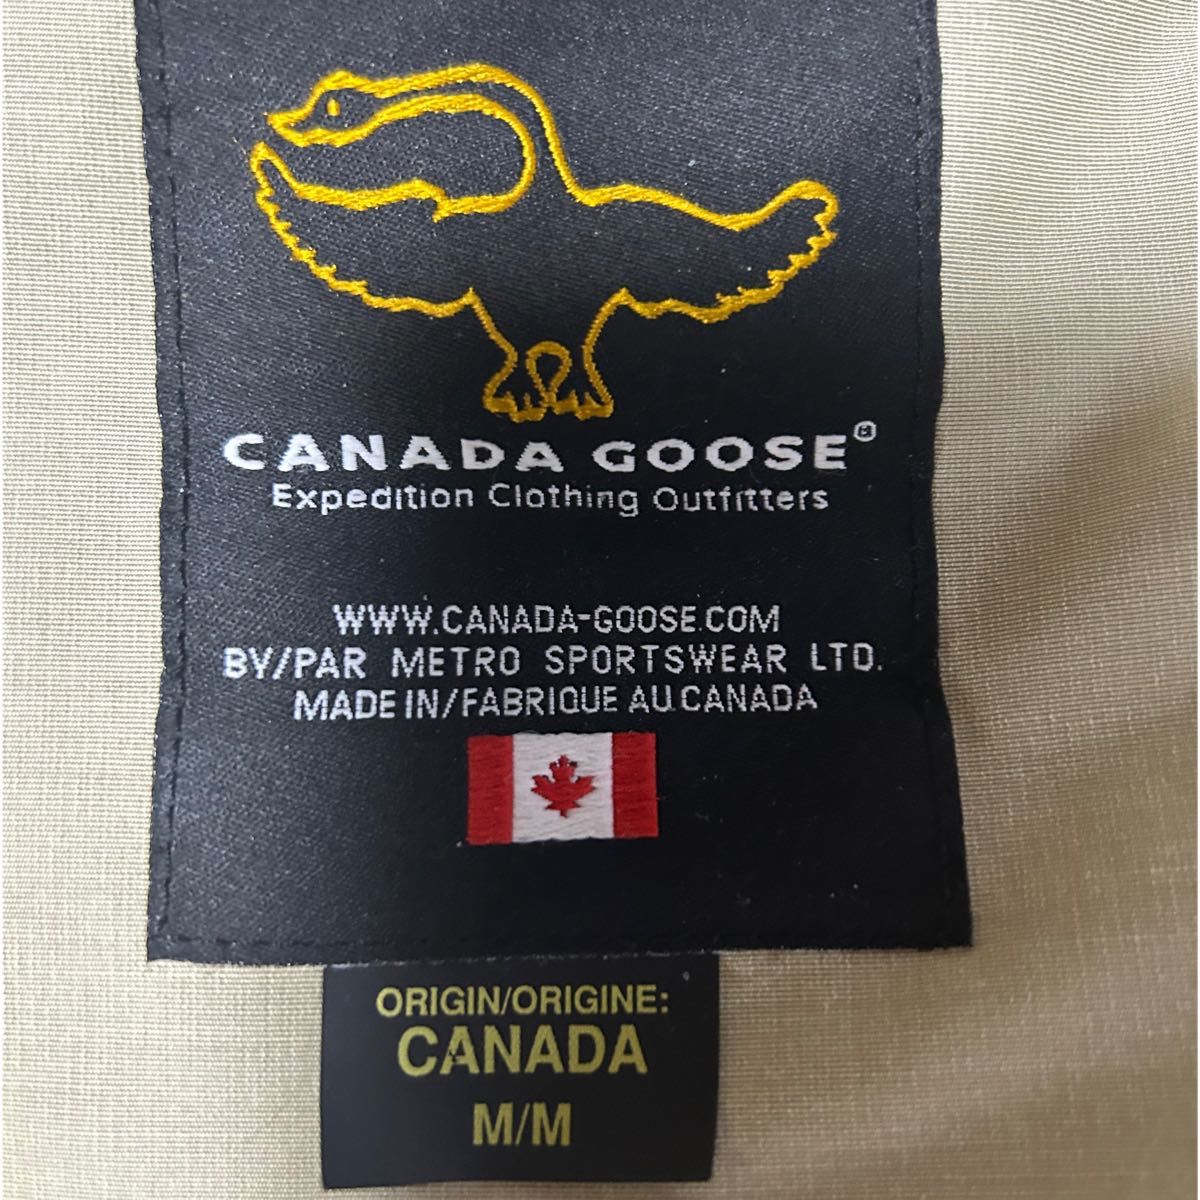 CANADA GOOSE®
Expedition Clothing Outfitters
WWW.CANADA-GOOSE.COM
BY/PAR METRO SPORTSWEAR LTD.
MADE IN/FABRIQUE AU CANADA
ORIGIN/ORIGINE:
CANADA
M/M